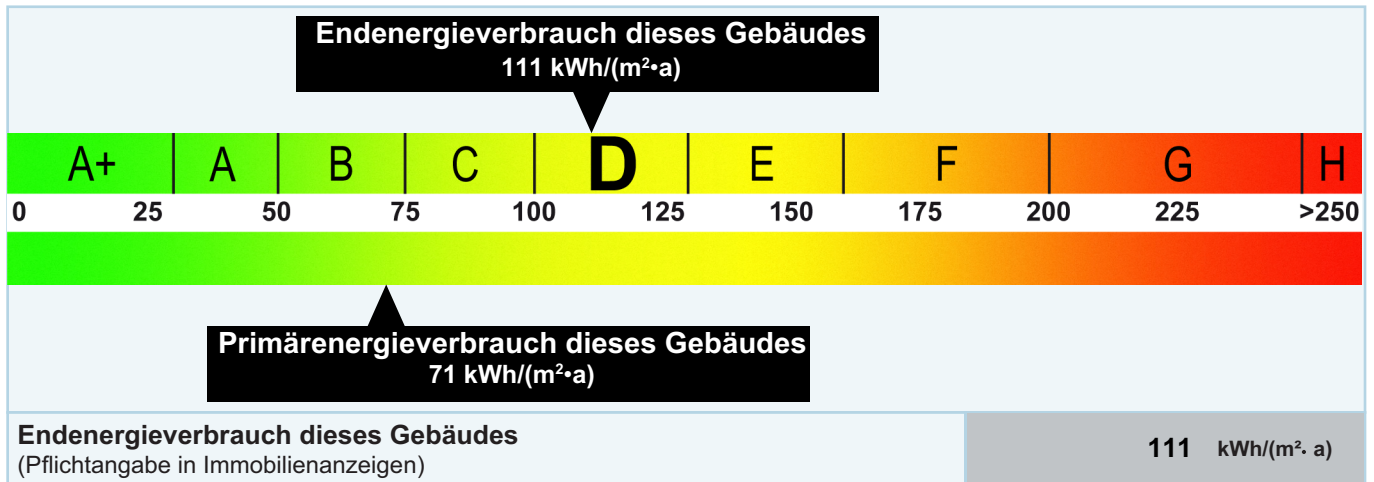 Endenergieverbrauch dieses Gebäudes
111 kWh/(m²•a)
A+ A B C D E F G H
0 25 50 75 100 125 150 175 200 225 >250
Primärenergieverbrauch dieses Gebäudes
71 kWh/(m²•a)
Endenergieverbrauch dieses Gebäudes
(Pflichtangabe in Immobilienanzeigen)
111 kWh/(m²· a)